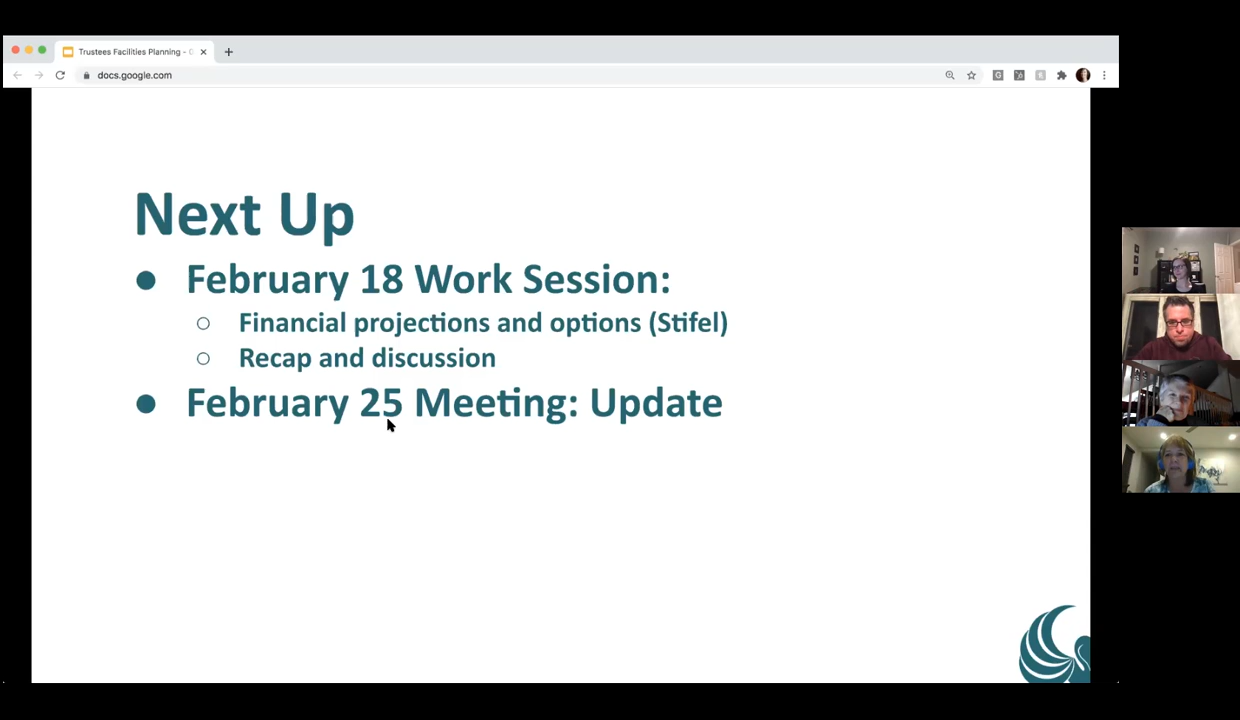 Trustees Facilities Planning -
docs.google.com
Next Up
● February 18 Work Session:
○ Financial projections and options (Stifel)
○ Recap and discussion
● February 25 Meeting: Update